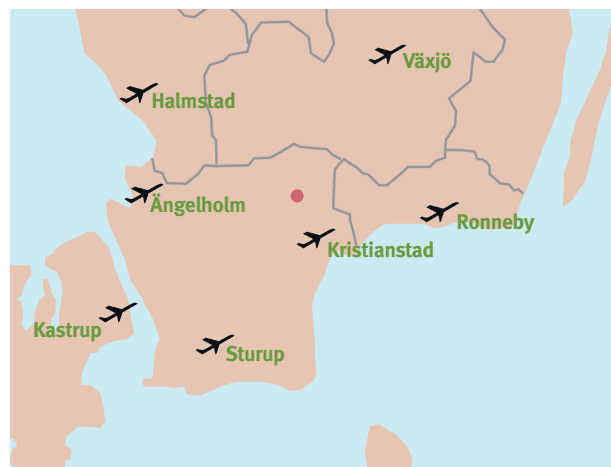 Växjö
Halmstad
Ängelholm
Ronneby
Kristianstad
Kastrup
Sturup